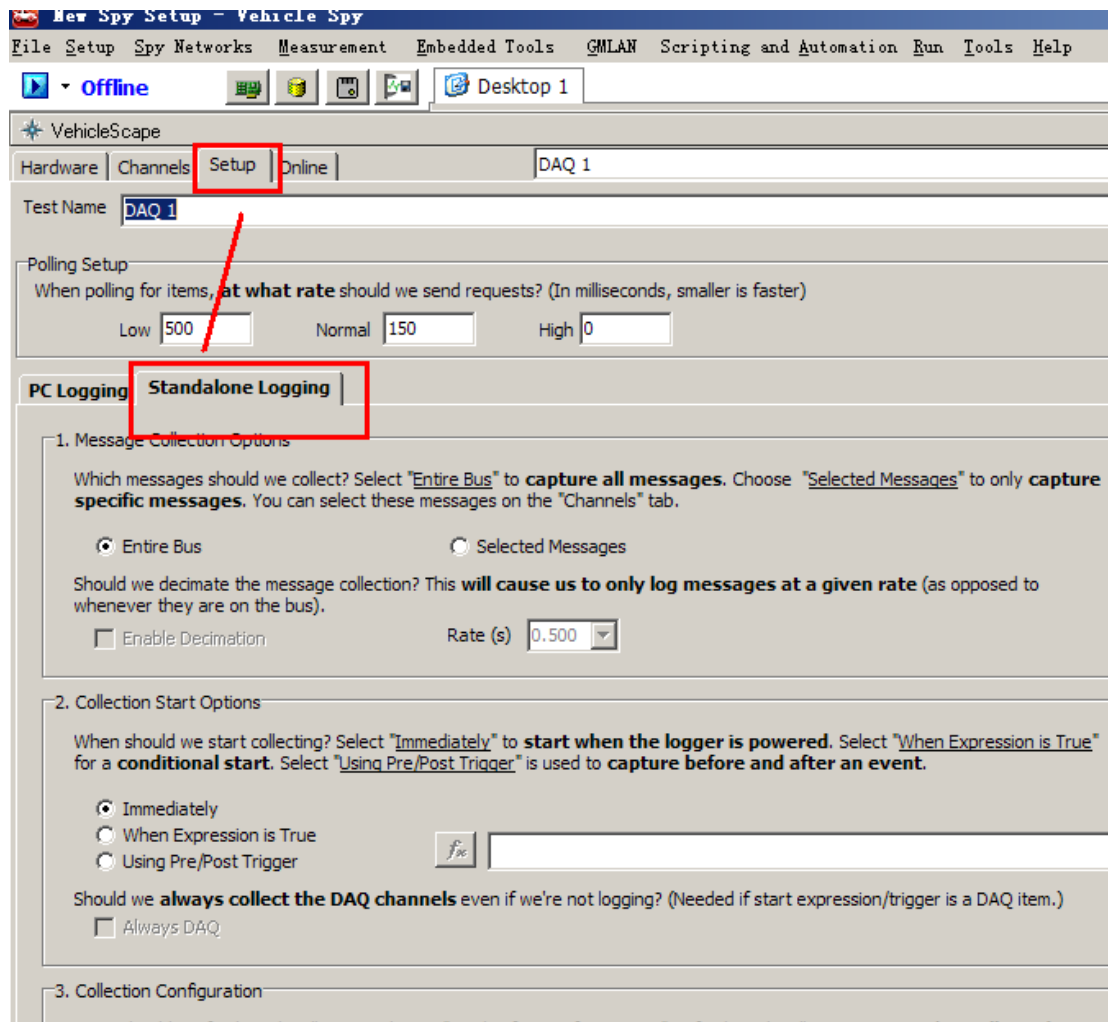 New Spy Setup - Vehicle Spy
File Setup Spy Networks Measurement Embedded Tools GMLAN Scripting and Automation Run Tools Help
Offline Desktop 1
VehicleScape
Hardware Channels Setup Online DAQ 1
Test Name DAQ 1
Polling Setup
When polling for items, at what rate should we send requests? (In milliseconds, smaller is faster)
Low 500 Normal 150 High 0
PC Logging Standalone Logging
1. Message Collection Options
Which messages should we collect? Select "Entire Bus" to capture all messages. Choose "Selected Messages" to only capture
specific messages. You can select these messages on the "Channels" tab.
Entire Bus Selected Messages
Should we decimate the message collection? This will cause us to only log messages at a given rate (as opposed to
whenever they are on the bus).
Enable Decimation Rate (s) 0.500
2. Collection Start Options
When should we start collecting? Select "Immediately" to start when the logger is powered. Select "When Expression is True"
for a conditional start. Select "Using Pre/Post Trigger" is used to capture before and after an event.
Immediately
When Expression is True
fx
Using Pre/Post Trigger
Should we always collect the DAQ channels even if we're not logging? (Needed if start expression/trigger is a DAQ item.)
Always DAQ
3. Collection Configuration